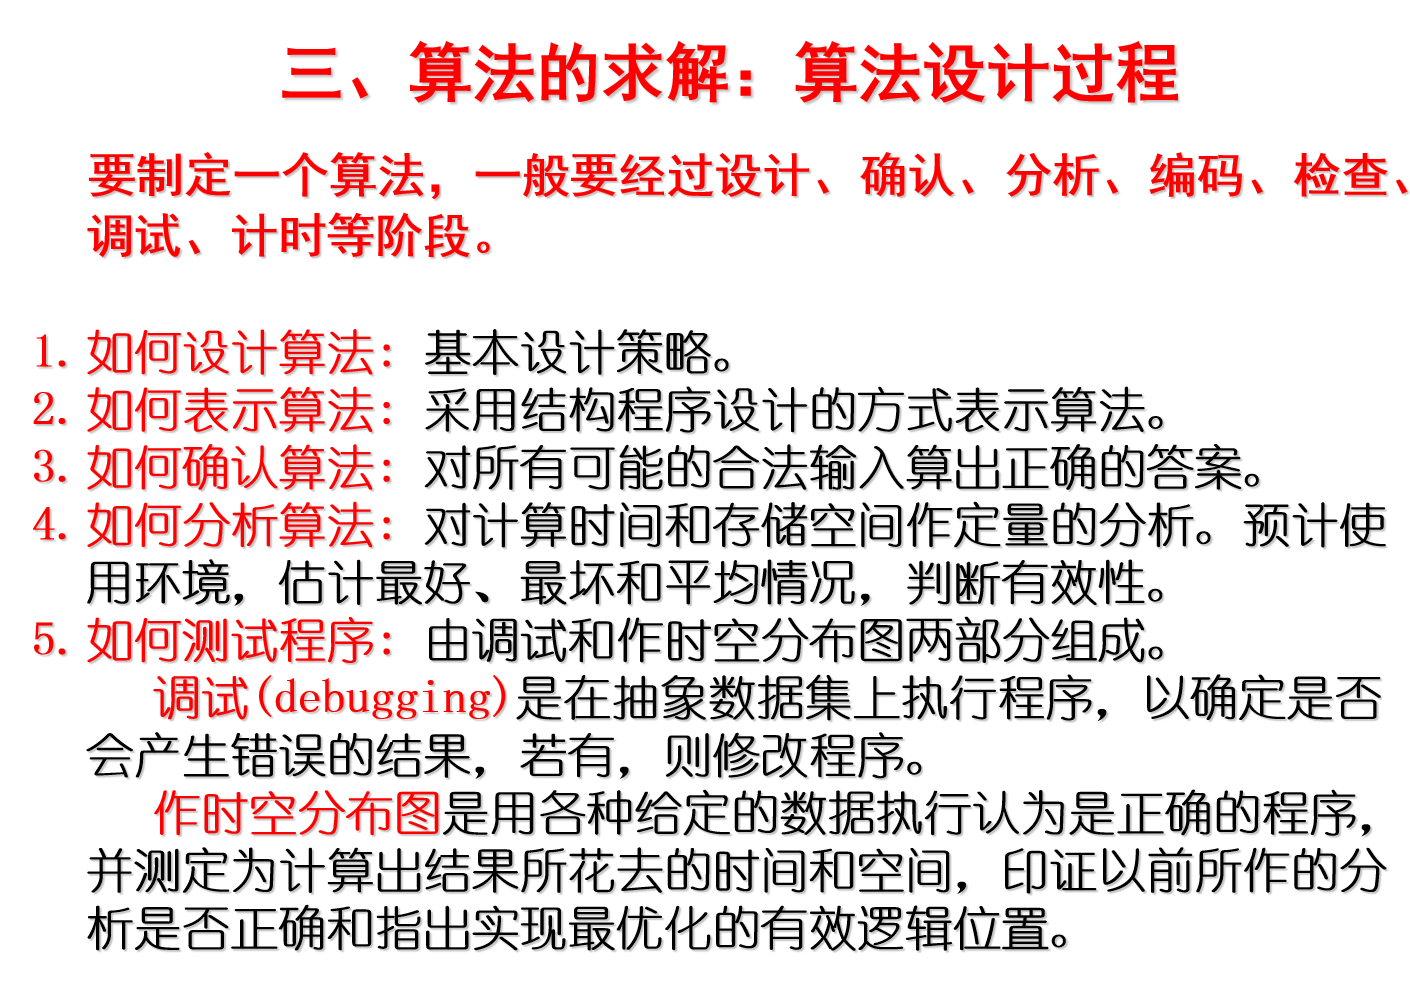 三、算法的求解：算法设计过程
要制定一个算法，一般要经过设计、确认、分析、编码、检查、
调试、计时等阶段。
1. 如何设计算法：基本设计策略。
2. 如何表示算法：采用结构程序设计的方式表示算法。
3. 如何确认算法：对所有可能的合法输入算出正确的答案。
4. 如何分析算法：对计算时间和存储空间作定量的分析。预计使
用环境，估计最好、最坏和平均情况，判断有效性。
5. 如何测试程序：由调试和作时空分布图两部分组成。
调试(debugging)是在抽象数据集上执行程序，以确定是否
会产生错误的结果，若有，则修改程序。
作时空分布图是用各种给定的数据执行认为是正确的程序，
并测定为计算出结果所花去的时间和空间，印证以前所作的分
析是否正确和指出实现最优化的有效逻辑位置。